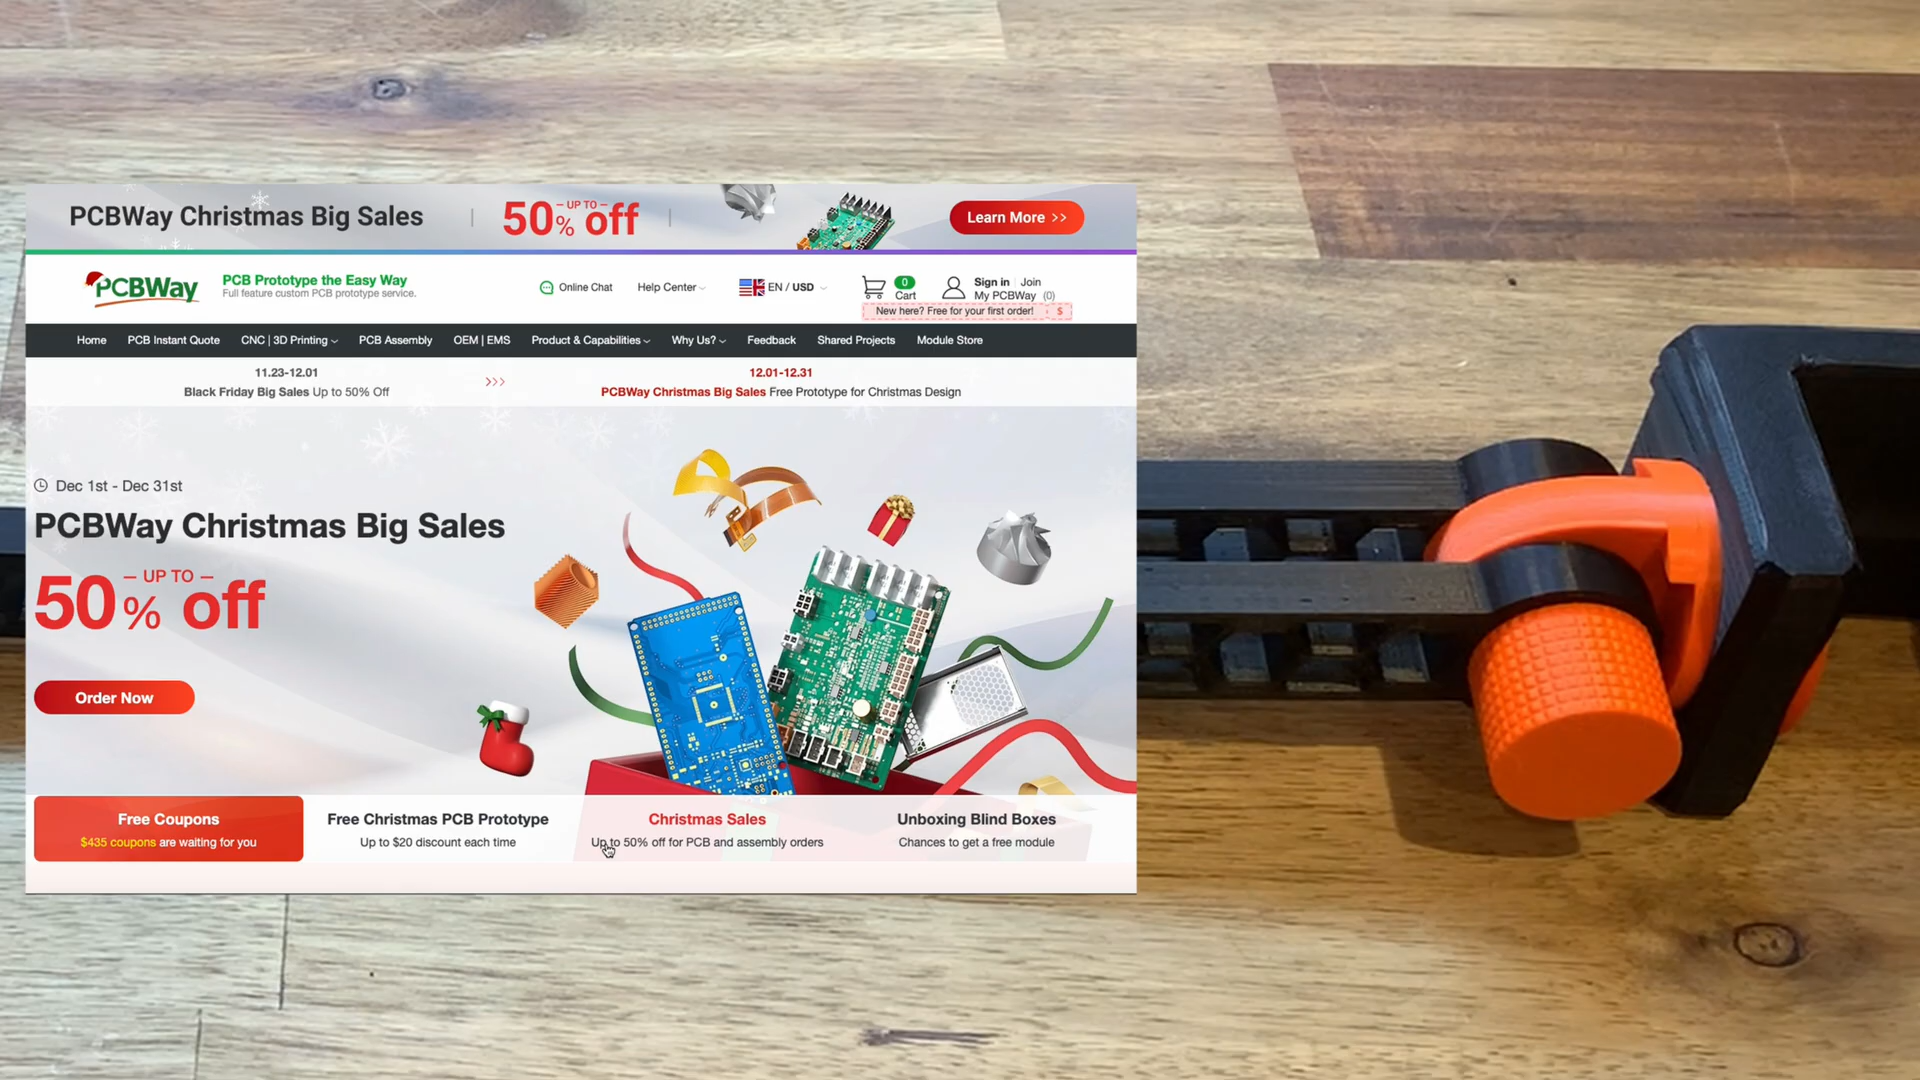 PCBWay Christmas Big Sales | — UP TO — 50% off | Learn More >>
PCBWay PCB Prototype the Easy Way
Full feature custom PCB prototype service.
Online Chat Help Center EN / USD 0 Cart Sign in | Join
My PCBWay (0)
New here? Free for your first order! $
Home PCB Instant Quote CNC | 3D Printing PCB Assembly OEM | EMS Product & Capabilities Why Us? Feedback Shared Projects Module Store
11.23-12.01
Black Friday Big Sales Up to 50% Off
>>>
12.01-12.31
PCBWay Christmas Big Sales Free Prototype for Christmas Design
Dec 1st - Dec 31st
PCBWay Christmas Big Sales
— UP TO —
50% off
Order Now
Free Coupons
$435 coupons are waiting for you
Free Christmas PCB Prototype
Up to $20 discount each time
Christmas Sales
Up to 50% off for PCB and assembly orders
Unboxing Blind Boxes
Chances to get a free module